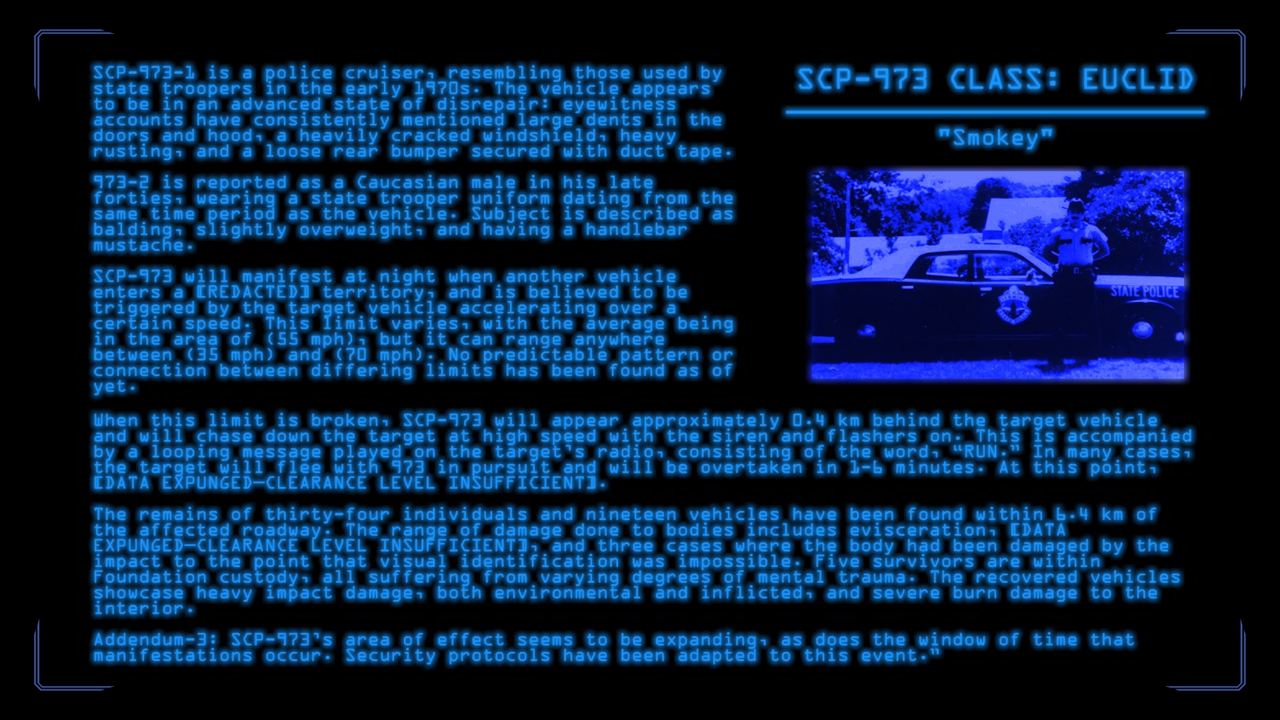 SCP-973 CLASS: EUCLID
"Smokey"
STATE POLICE
SCP-973-1 is a police cruiser, resembling those used by
state troopers in the early 1970s. The vehicle appears
to be in an advanced state of disrepair: eyewitness
accounts have consistently mentioned large dents in the
doors and hood, a heavily cracked windshield, heavy
rusting, and a loose rear bumper secured with duct tape.
973-2 is reported as a Caucasian male in his late
forties, wearing a state trooper uniform dating from the
same time period as the vehicle. Subject is described as
balding, slightly overweight, and having a handlebar
mustache.
SCP-973 will manifest at night when another vehicle
enters a [REDACTED] territory, and is believed to be
triggered by the target vehicle accelerating over a
certain speed. This limit varies, with the average being
in the area of (55 mph), but it can range anywhere
between (35 mph) and (70 mph). No predictable pattern or
connection between differing limits has been found as of
yet.
When this limit is broken, SCP-973 will appear approximately 0.4 km behind the target vehicle
and will chase down the target at high speed with the siren and flashers on. This is accompanied
by a looping message played on the target's radio, consisting of the word, "RUN." In many cases,
the target will flee with 973 in pursuit and will be overtaken in 1-6 minutes. At this point,
[DATA EXPUNGED-CLEARANCE LEVEL INSUFFICIENT].
The remains of thirty-four individuals and nineteen vehicles have been found within 6.4 km of
the affected roadway. The range of damage done to bodies includes evisceration, [DATA
EXPUNGED-CLEARANCE LEVEL INSUFFICIENT], and three cases where the body had been damaged by the
impact to the point that visual identification was impossible. Five survivors are within
Foundation custody, all suffering from varying degrees of mental trauma. The recovered vehicles
showcase heavy impact damage, both environmental and inflicted, and severe burn damage to the
interior.
Addendum-3: SCP-973's area of effect seems to be expanding, as does the window of time that
manifestations occur. Security protocols have been adapted to this event."